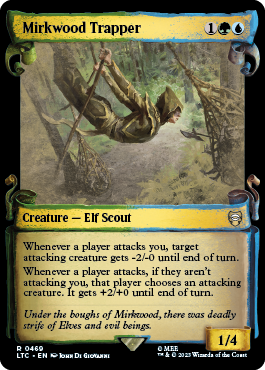 Mirkwood Trapper
1
Creature — Elf Scout
Whenever a player attacks you, target
attacking creature gets -2/-0 until end of turn.
Whenever a player attacks, if they aren't
attacking you, that player chooses an attacking
creature. It gets +2/+0 until end of turn.
Under the boughs of Mirkwood, there was deadly
strife of Elves and evil beings.
1/4
R 0469
LTC • EN John Di Giovanni
© MEE
™ & © 2023 Wizards of the Coast